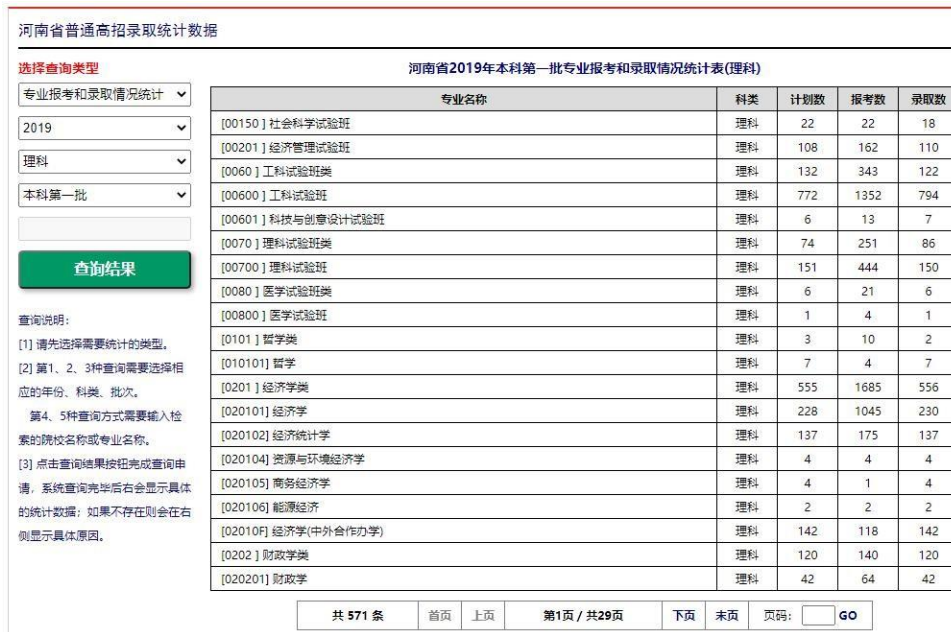 河南省普通高招录取统计数据
选择查询类型
专业报考和录取情况统计
2019
理科
本科第一批
查询结果
查询说明:
[1] 请先选择需要统计的类型。
[2] 第1、2、3种查询需要选择相
应的年份、科类、批次。
第4、5种查询方式需要输入检
索的院校名称或专业名称。
[3] 点击查询结果按钮完成查询申
请，系统查询完毕后右会显示具体
的统计数据；如果不存在则会在右
侧显示具体原因。
河南省2019年本科第一批专业报考和录取情况统计表(理科)
专业名称 科类 计划数 报考数 录取数
[00150 ] 社会科学试验班 理科 22 22 18
[00201 ] 经济管理试验班 理科 108 162 110
[0060 ] 工科试验班类 理科 132 343 122
[00600 ] 工科试验班 理科 772 1352 794
[00601 ] 科技与创意设计试验班 理科 6 13 7
[0070 ] 理科试验班类 理科 74 251 86
[00700 ] 理科试验班 理科 151 444 150
[0080 ] 医学试验班类 理科 6 21 6
[00800 ] 医学试验班 理科 1 4 1
[0101 ] 哲学类 理科 3 10 2
[010101] 哲学 理科 7 4 7
[0201 ] 经济学类 理科 555 1685 556
[020101] 经济学 理科 228 1045 230
[020102] 经济统计学 理科 137 175 137
[020104] 资源与环境经济学 理科 4 4 4
[020105] 商务经济学 理科 4 1 4
[020106] 能源经济 理科 2 2 2
[02010F] 经济学(中外合作办学) 理科 142 118 142
[0202 ] 财政学类 理科 120 140 120
[020201] 财政学 理科 42 64 42
共 571 条 首页 上页 第1页 / 共29页 下页 末页 页码: GO